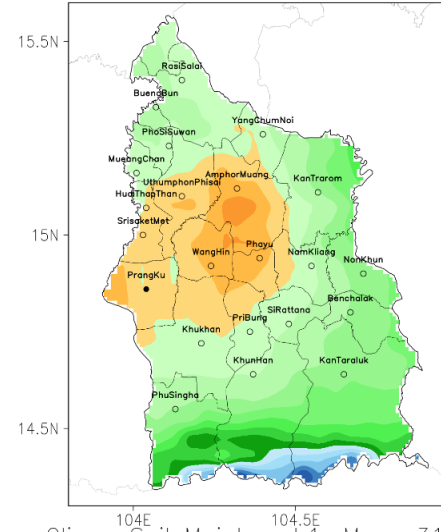 15.5N
RasiSalai
BuengBun
YangChumNoi
PhoSiSuwan
MueangChan
AmphorMuang
KanTrarom
UthumphonPhisai
HuaiThapThan
SrisaketMet
15N
Phayu
WangHin
NamKliang
NonKhun
PrangKu
Benchalak
SiRattana
PriBung
Khukhan
KhunHan
KanTaraluk
PhuSingha
14.5N
104E
104.5E